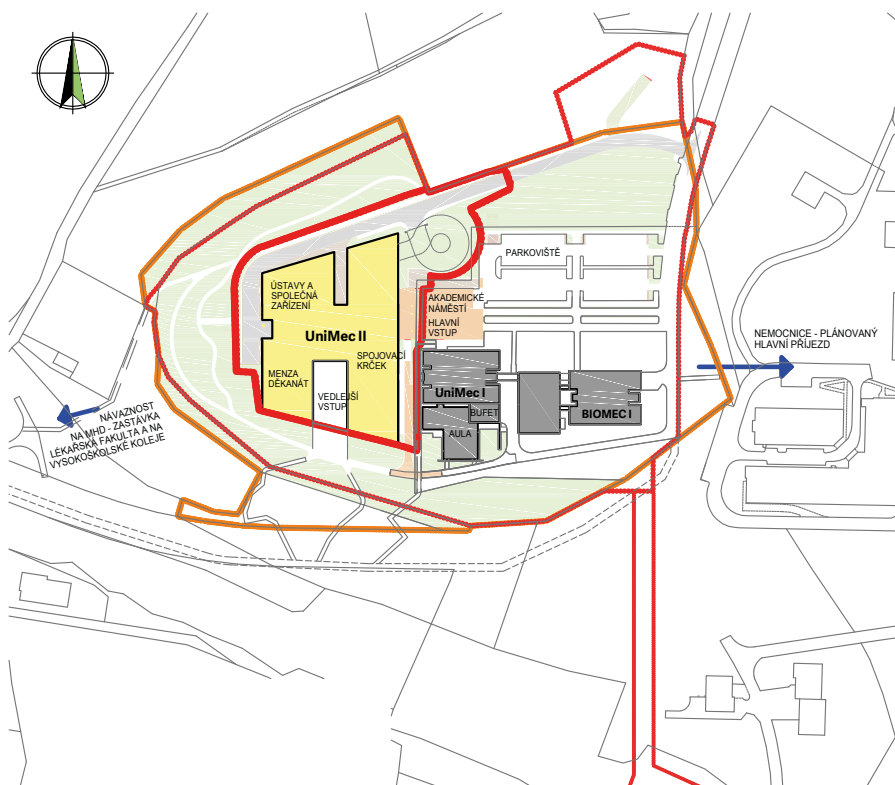 PARKOVIŠTĚ
ÚSTAVY A
SPOLEČNÁ
ZAŘÍZENÍ
AKADEMICKÉ
NÁMĚSTÍ
HLAVNÍ
VSTUP
UniMec II
SPOJOVACÍ
KRČEK
MENZA
DĚKANÁT
VEDLEJŠÍ
VSTUP
UniMec I
BUFET
AULA
BIOMEC I
NEMOCNICE - PLÁNOVANÝ
HLAVNÍ PŘÍJEZD
NÁVAZNOST
NA MHD - ZASTÁVKA
LÉKAŘSKÁ FAKULTA A NA
VYSOKOŠKOLSKÉ KOLEJE